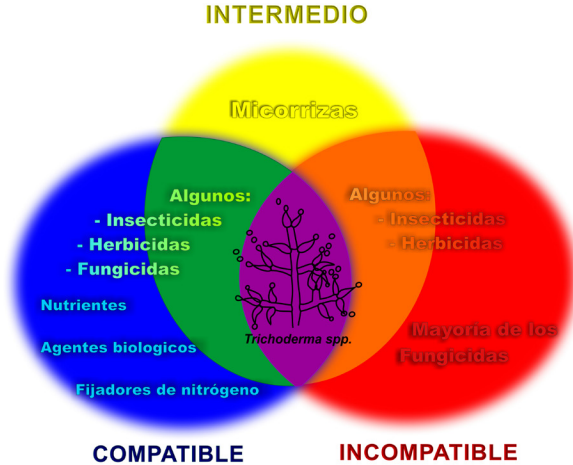 INTERMEDIO
Micorrizas
Algunos:
- Insecticidas
- Herbicidas
- Fungicidas
Nutrientes
Agentes biologicos
Fijadores de nitrógeno
Trichoderma spp.
Algunos:
- Insecticidas
- Herbicidas
Mayoría de los
Fungicidas
COMPATIBLE
INCOMPATIBLE